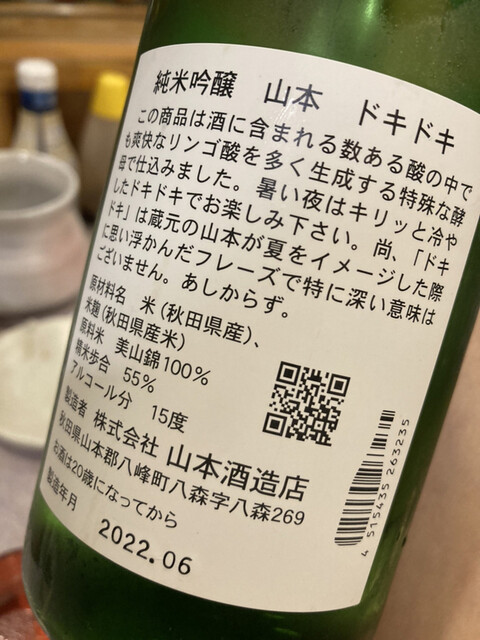 純米吟醸 山本 ドキドキ
この商品は酒に含まれる数ある酸の中で
も爽快なリンゴ酸を多く生成する特殊な酵
母で仕込みました。暑い夜はキリッと冷や
したドキドキでお楽しみ下さい。尚、「ドキ
ドキ」は蔵元の山本が夏をイメージした際
に思い浮かんだフレーズで特に深い意味は
ございません。あしからず。
原材料名 米(秋田県産)、
米麹(秋田県産米)
原料米 美山錦100%
精米歩合 55%
アルコール分 15度
製造者 株式会社 山本酒造店
秋田県山本郡八峰町八森字八森269
お酒は20歳になってから
製造年月
2022.06
4 515435 263235